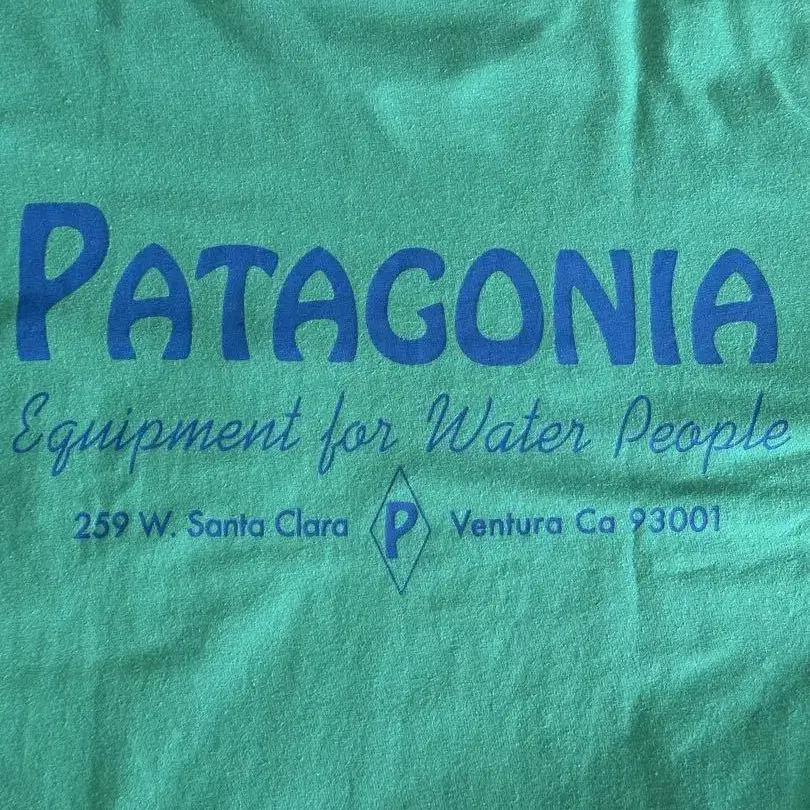 PATAGONIA
Equipment for Water People
259 W. Santa Clara P Ventura Ca 93001